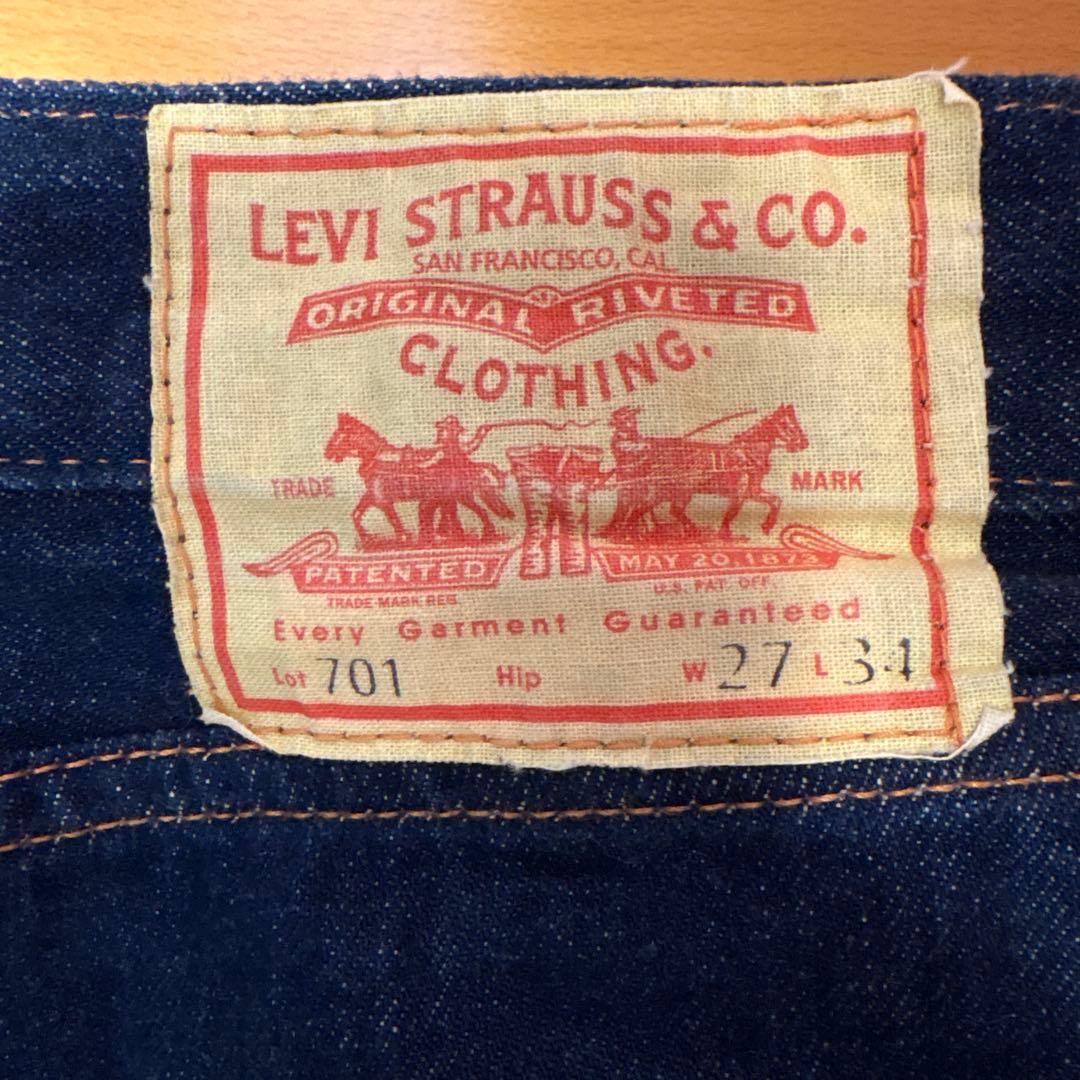 LEVI STRAUSS & CO.
SAN FRANCISCO, CAL.
ORIGINAL RIVETED
CLOTHING.
TRADE MARK
PATENTED MAY 20, 1873
TRADE MARK REG. U.S. PAT. OFF.
Every Garment Guaranteed
Lot 701 Hip W 27 L 34